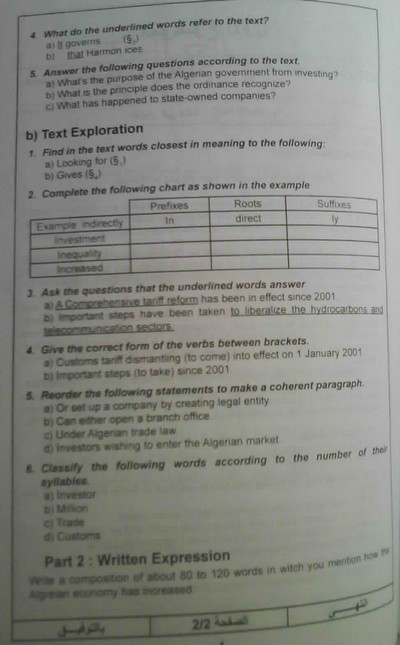 4. What do the underlined words refer to the text?
a) It governs (§
b) that Harmon ices
5. Answer the following questions according to the text.
a) What's the purpose of the Algerian government from investing?
b) What is the principle does the ordinance recognize?
c) What has happened to state-owned companies?
b) Text Exploration
1. Find in the text words closest in meaning to the following:
a) Looking for (§
b) Gives (§
2. Complete the following chart as shown in the example
Prefixes Roots Suffixes
Example: indirectly In direct ly
Investment
Inequality
Increased
3. Ask the questions that the underlined words answer
a) A Comprehensive tariff reform has been in effect since 2001
b) Important steps have been taken to liberalize the hydrocarbons and
telecommunication sectors.
4. Give the correct form of the verbs between brackets.
a) Customs tariff dismantling (to come) into effect on 1 January 2001
b) Important steps (to take) since 2001
5. Reorder the following statements to make a coherent paragraph.
a) Or set up a company by creating legal entity
b) Can either open a branch office
c) Under Algerian trade law
d) Investors wishing to enter the Algerian market
6. Classify the following words according to the number of their
syllables.
a) Investor
b) Million
c) Trade
d) Customs
Part 2 : Written Expression
Write a composition of about 80 to 120 words in witch you mention how the
Algerian economy has increased.
انتهى
الصفحة 2/2
بالتوفيق